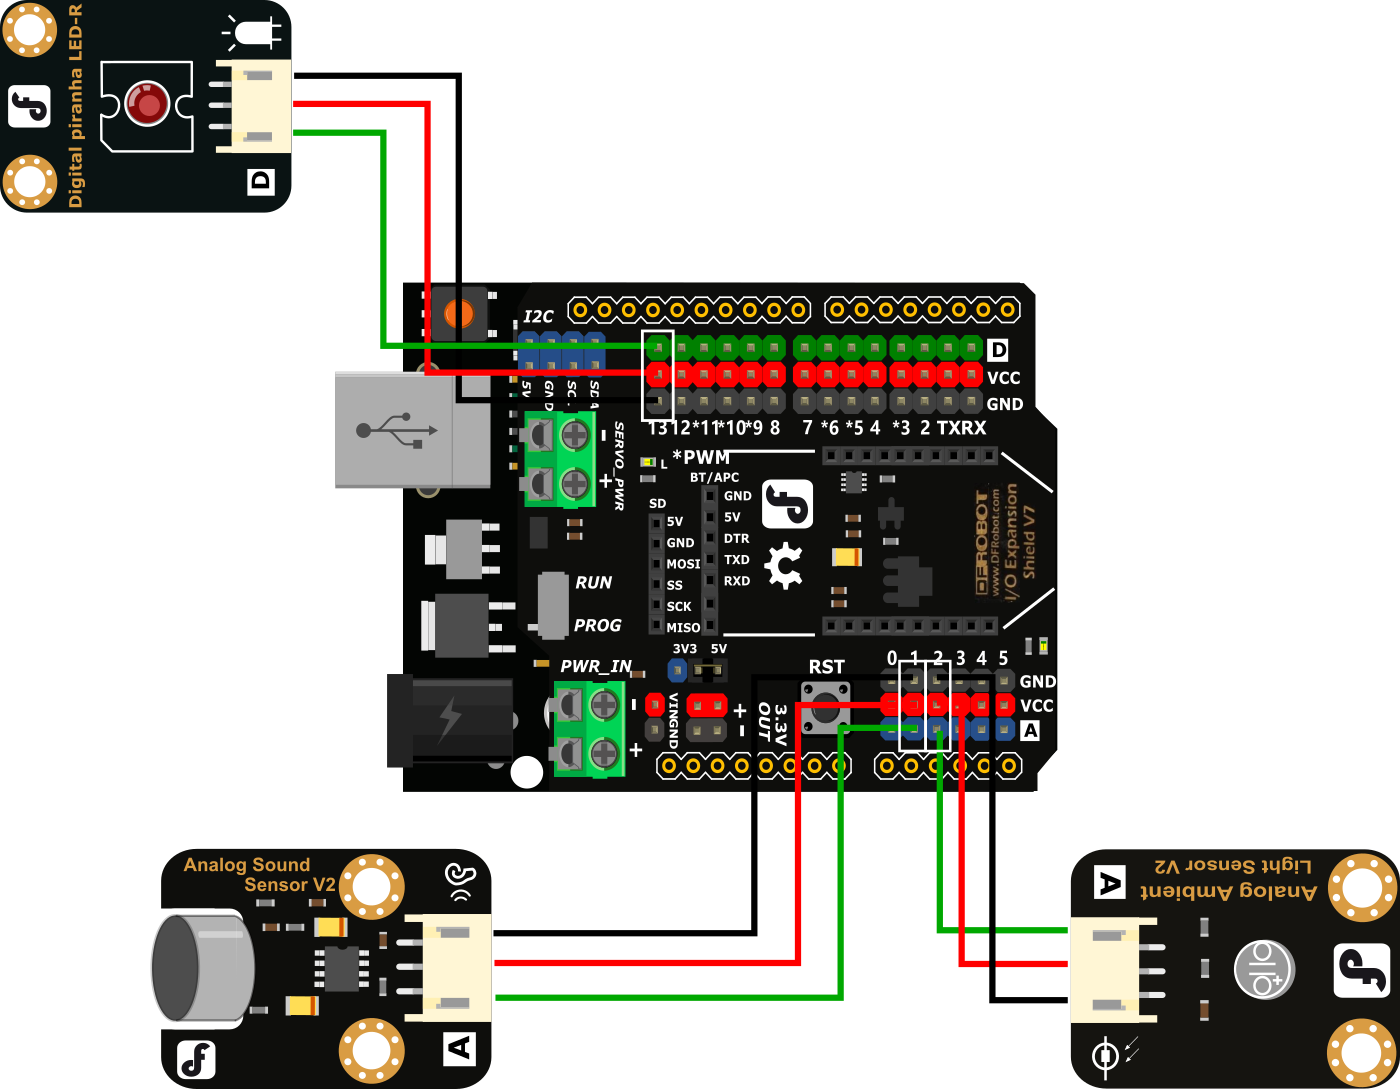 Digital piranha LED-R
D
I2C
5V
GND
SDA
D
VCC
GND
13 12 *11 *10 *9 8 7 *6 *5 4 *3 2 TX RX
*PWM
L
SERVO_PWR
-
+
BT/APC
GND
5V
DTR
TXD
RXD
SD
5V
GND
MOSI
SS
SCK
MISO
RUN
PROG
DFROBOT
www.DFRobot.com
I/O Expansion
Shield V7
3V3 5V
PWR_IN
-
+
VIN
GND
+
-
3.3V
OUT
RST
0 1 2 3 4 5
GND
VCC
A
Analog Sound
Sensor V2
A
Analog Ambient
Light Sensor V2
A